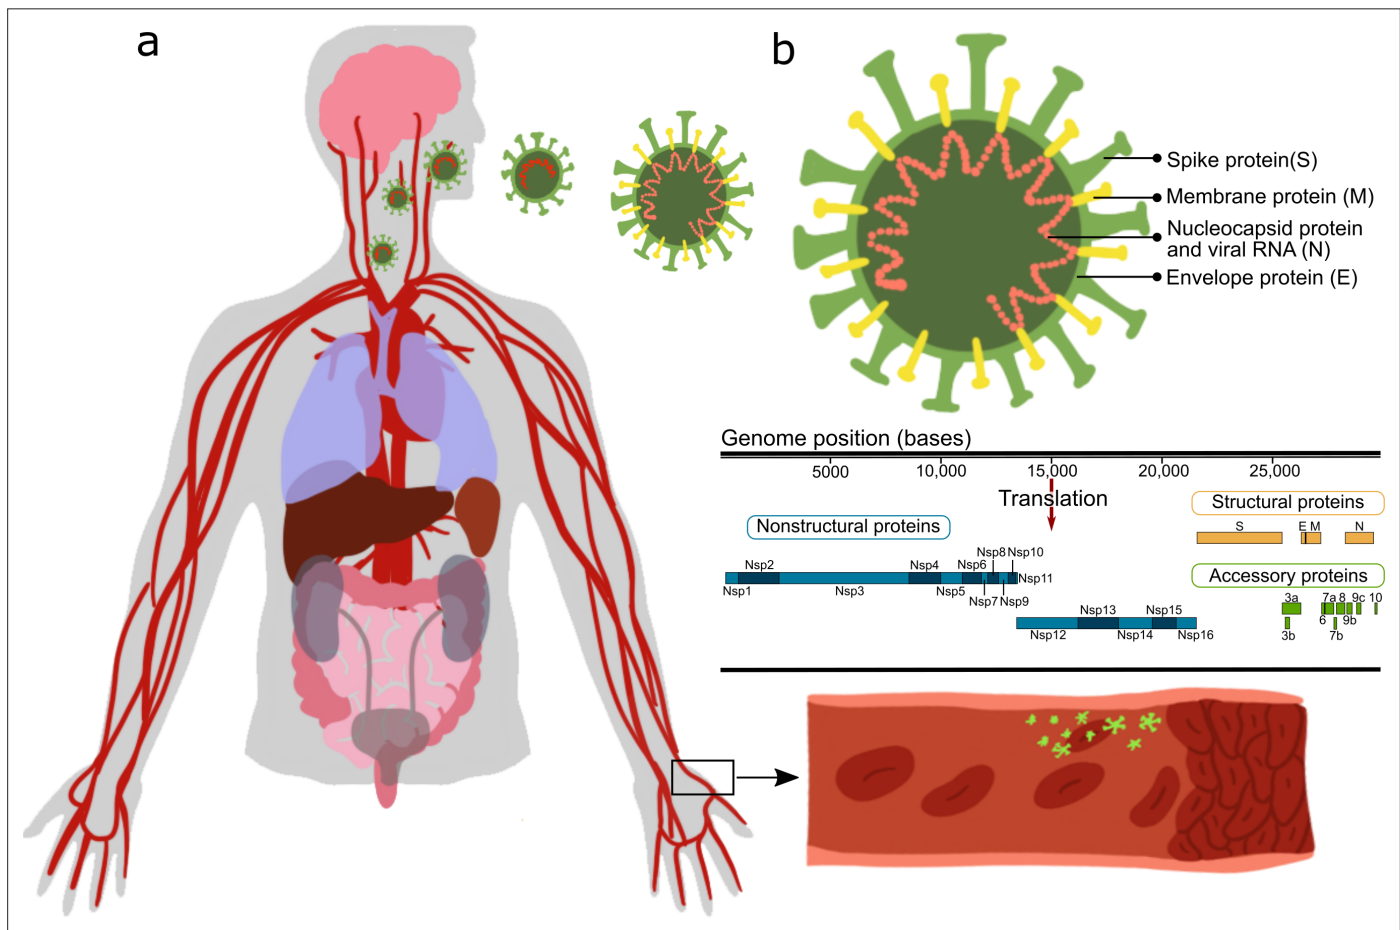 a
b
Spike protein(S)
Membrane protein (M)
Nucleocapsid protein
and viral RNA (N)
Envelope protein (E)
Genome position (bases)
5000 10,000 15,000 20,000 25,000
Translation
Nonstructural proteins
Structural proteins
S E M N
Nsp8 Nsp10
Nsp2 Nsp4 Nsp6
Nsp11
Nsp1 Nsp3 Nsp5
Nsp7 Nsp9
Accessory proteins
3a 7a 8 9c 10
6 9b
3b 7b
Nsp13 Nsp15
Nsp12 Nsp14 Nsp16